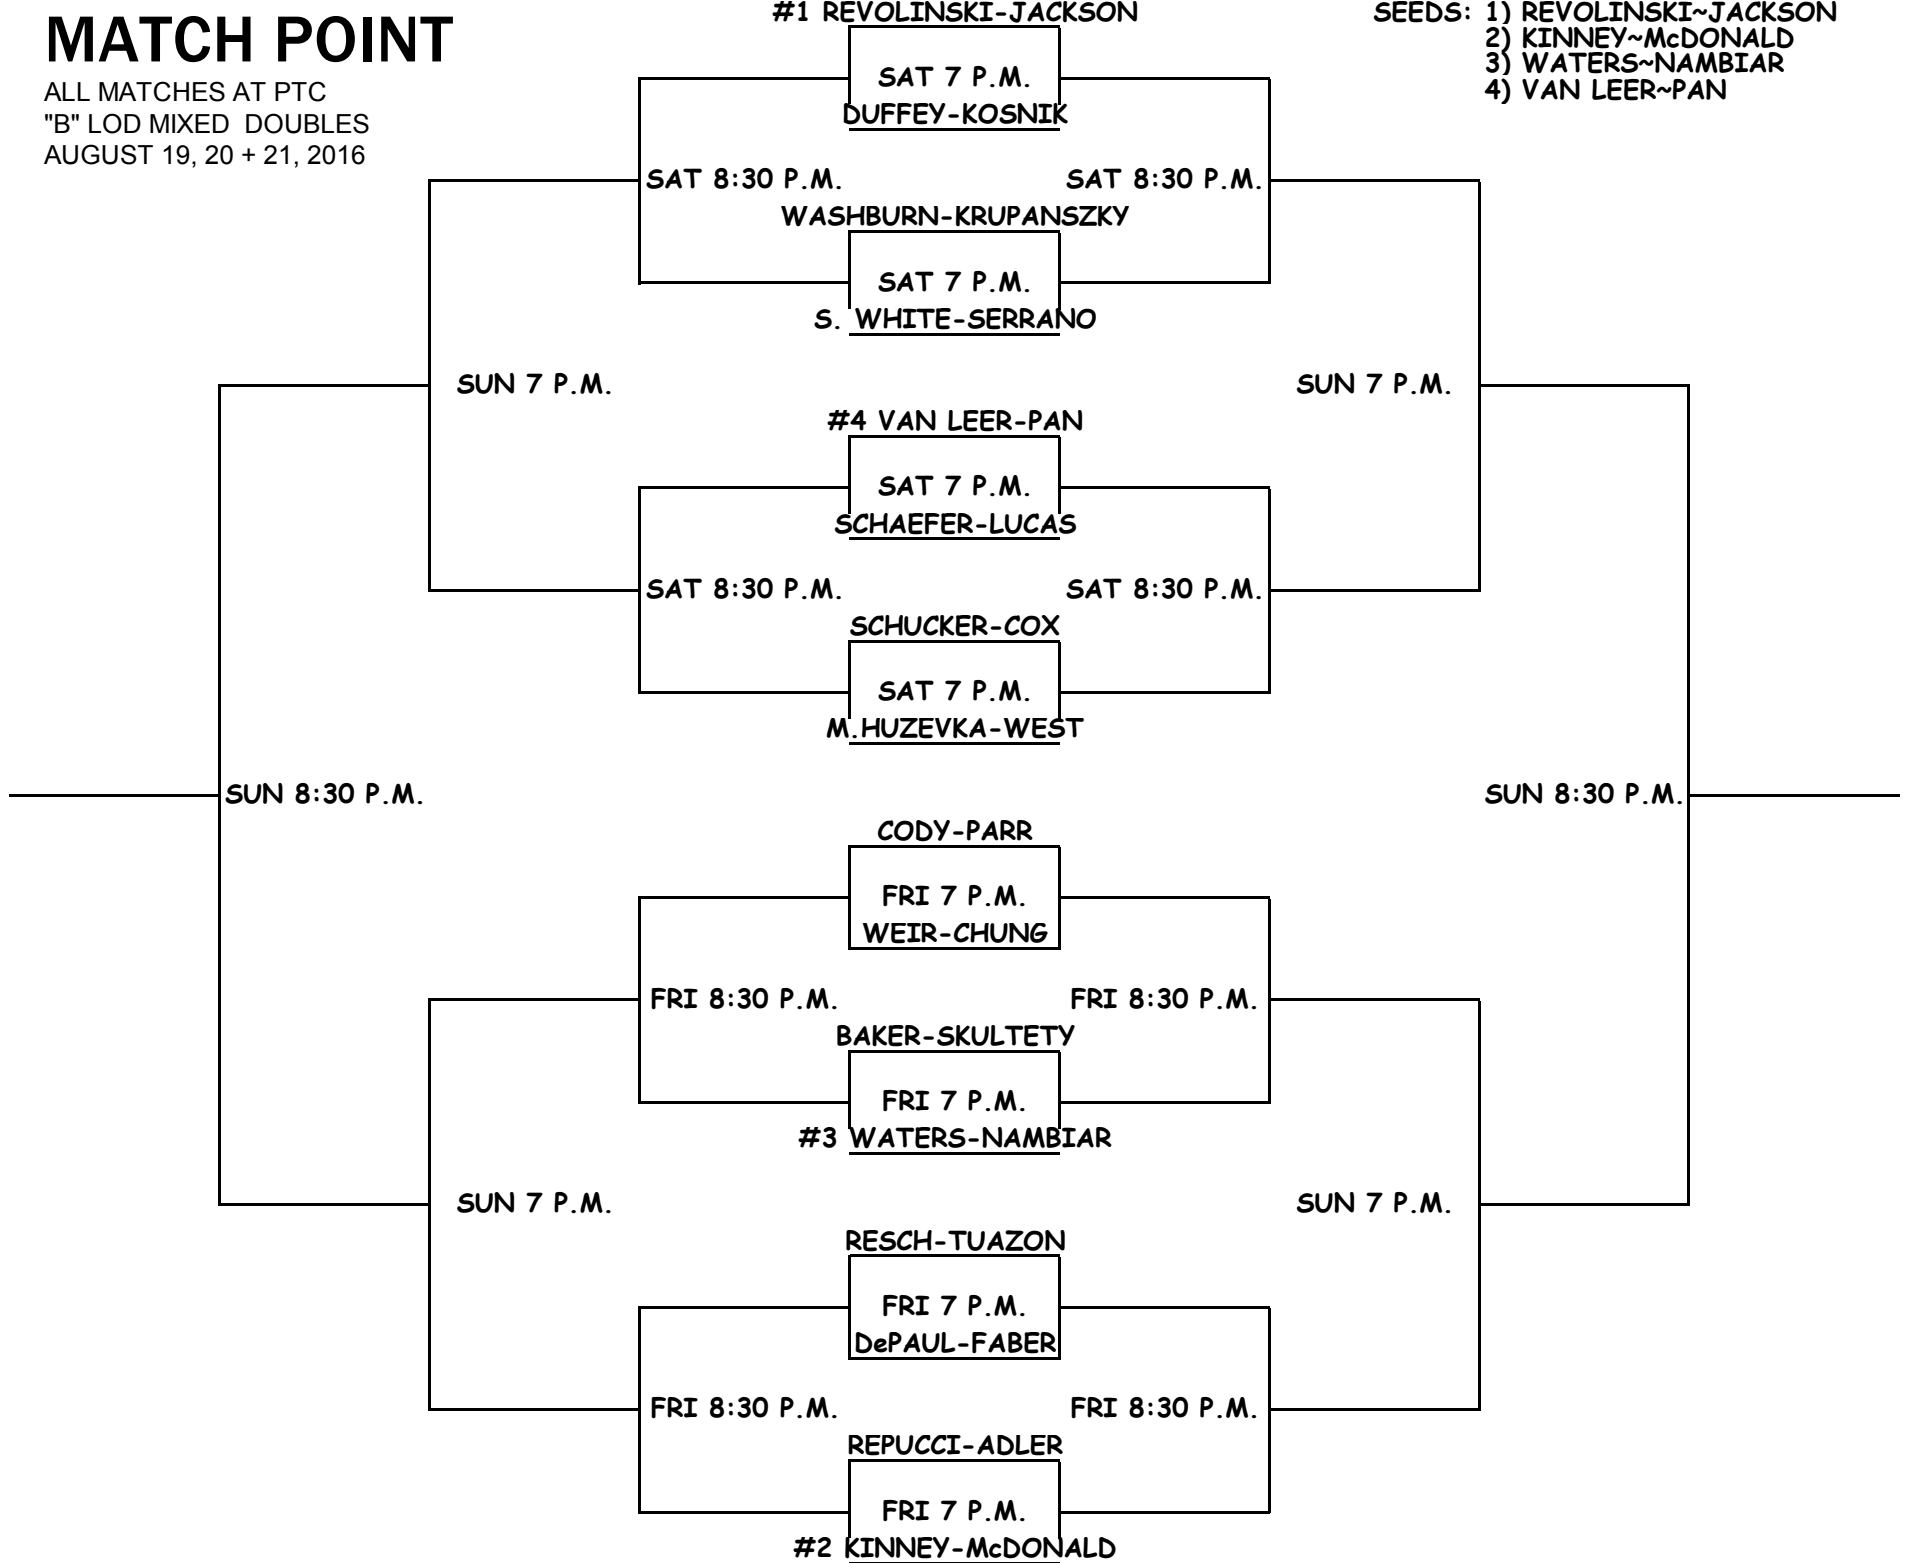 MATCH POINT
ALL MATCHES AT PTC
"B" LOD MIXED DOUBLES
AUGUST 19, 20 + 21, 2016
SEEDS: 1) REVOLINSKI~JACKSON
2) KINNEY~McDONALD
3) WATERS~NAMBIAR
4) VAN LEER~PAN
#1 REVOLINSKI-JACKSON
SAT 7 P.M.
DUFFEY-KOSNIK
SAT 8:30 P.M. SAT 8:30 P.M.
WASHBURN-KRUPANSZKY
SAT 7 P.M.
S. WHITE-SERRANO
SUN 7 P.M. SUN 7 P.M.
#4 VAN LEER-PAN
SAT 7 P.M.
SCHAEFER-LUCAS
SAT 8:30 P.M. SAT 8:30 P.M.
SCHUCKER-COX
SAT 7 P.M.
M.HUZEVKA-WEST
SUN 8:30 P.M. SUN 8:30 P.M.
CODY-PARR
FRI 7 P.M.
WEIR-CHUNG
FRI 8:30 P.M. FRI 8:30 P.M.
BAKER-SKULTETY
FRI 7 P.M.
#3 WATERS-NAMBIAR
SUN 7 P.M. SUN 7 P.M.
RESCH-TUAZON
FRI 7 P.M.
DePAUL-FABER
FRI 8:30 P.M. FRI 8:30 P.M.
REPUCCI-ADLER
FRI 7 P.M.
#2 KINNEY-McDONALD